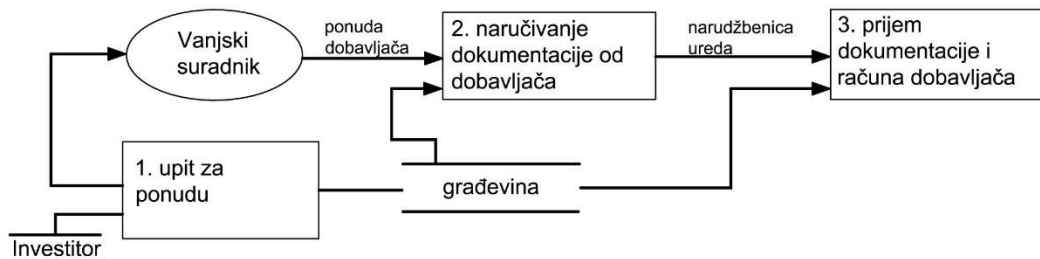 Vanjski
suradnik
ponuda
dobavljača
2. naručivanje
dokumentacije od
dobavljača
narudžbenica
ureda
3. prijem
dokumentacije i
računa dobavljača
1. upit za
ponudu
građevina
Investitor